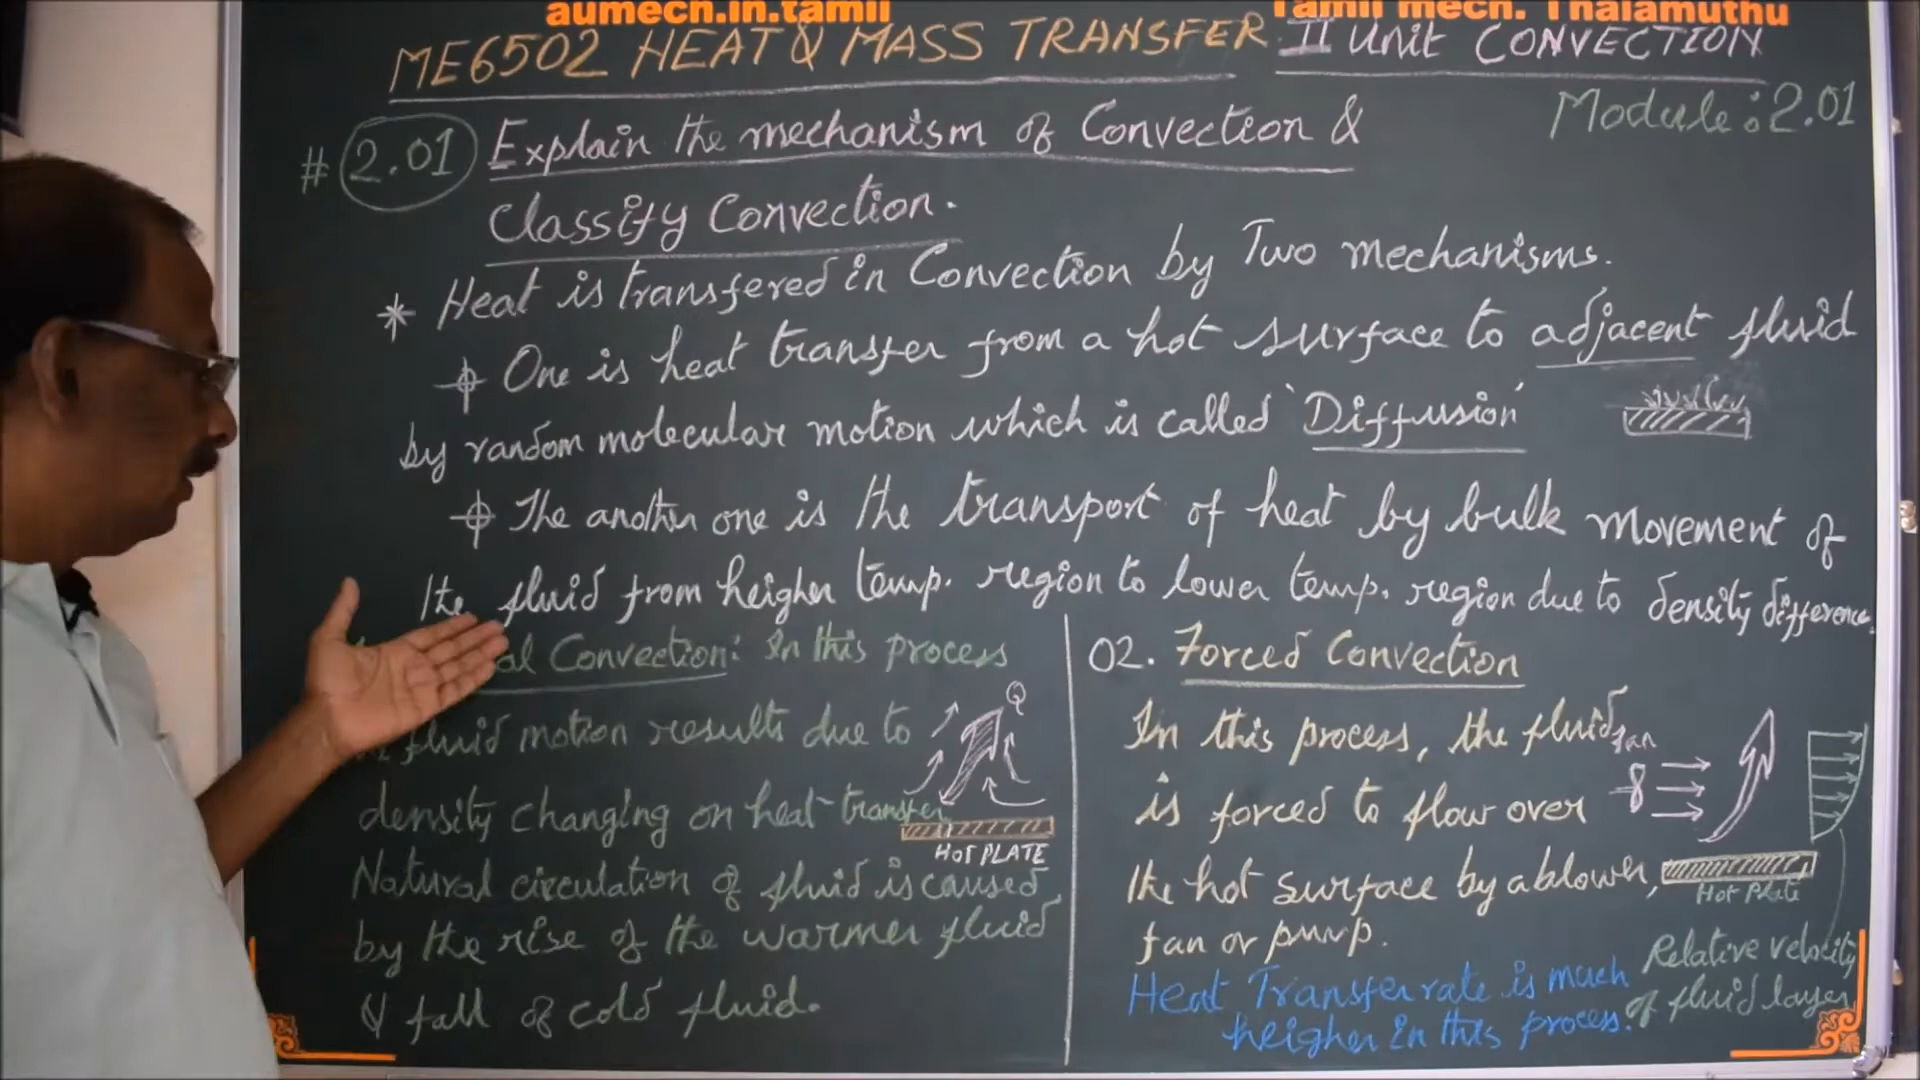 aumech.in.tamil
Tamil mech. Thalamuthu
ME6502 HEAT & MASS TRANSFER. II Unit CONVECTION
Module: 2.01
# 2.01 Explain the mechanism of Convection &
Classify Convection.
* Heat is transfered in Convection by Two mechanisms.
One is heat transfer from a hot surface to adjacent fluid
by random molecular motion which is called 'Diffusion'
The another one is the transport of heat by bulk movement of
the fluid from heigher temp. region to lower temp. region due to density difference.
al Convection: In this process
fluid motion results due to
density changing on heat-transfer.
Natural circulation of fluid is caused
by the rise of the warmer fluid
& fall of cold fluid.
Q
HOT PLATE
02. Forced Convection
In this process, the fluid
is forced to flow over
the hot surface by a blower,
fan or pump.
Heat Transfer rate is much
heigher in this process.
fan
Hot Plate
Relative velocity
of fluid layer